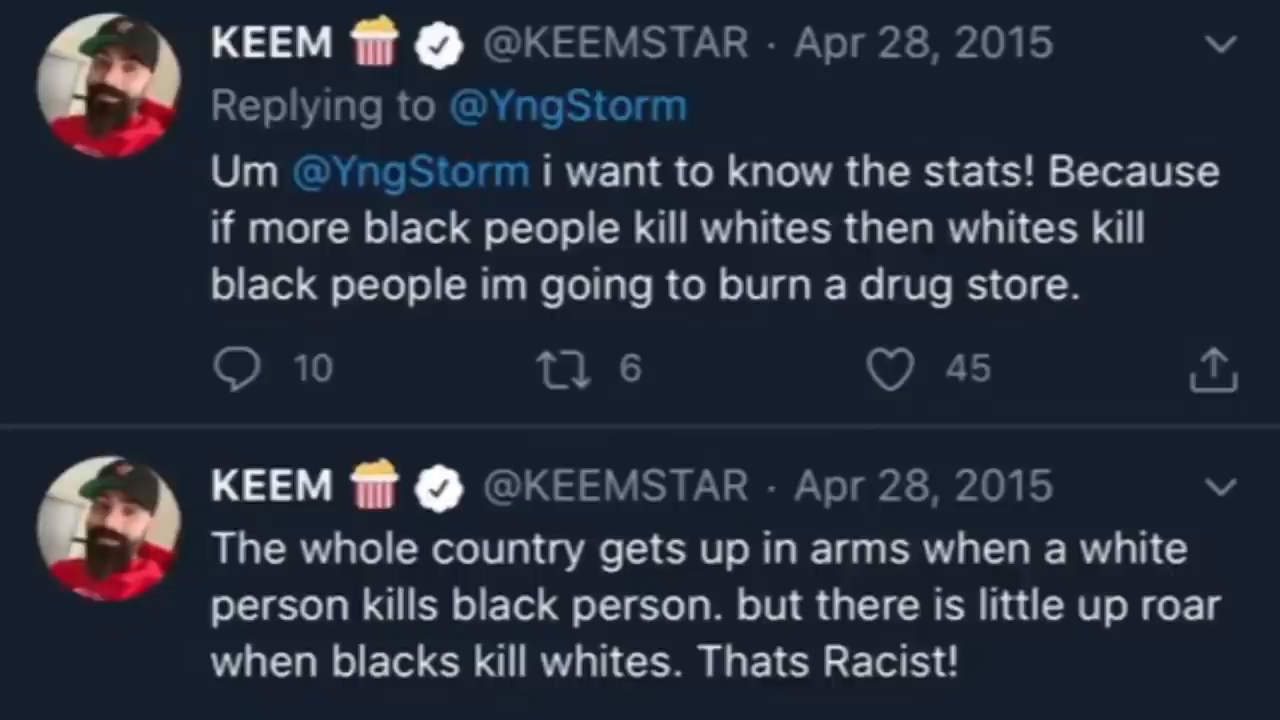 KEEM 🍿 @KEEMSTAR · Apr 28, 2015
Replying to @YngStorm
Um @YngStorm i want to know the stats! Because
if more black people kill whites then whites kill
black people im going to burn a drug store.
10 6 45
KEEM 🍿 @KEEMSTAR · Apr 28, 2015
The whole country gets up in arms when a white
person kills black person. but there is little up roar
when blacks kill whites. Thats Racist!